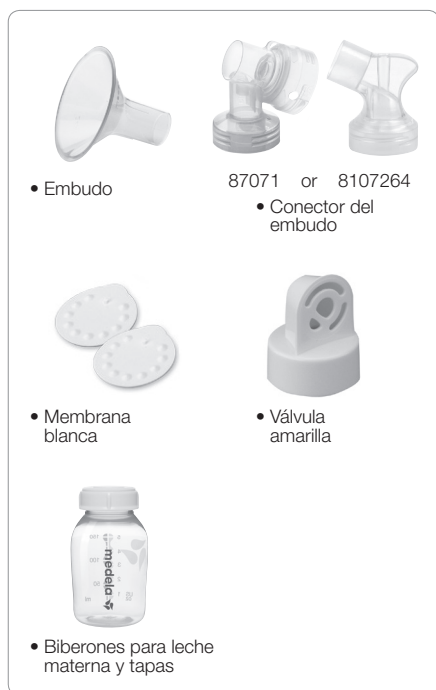 • Embudo
87071 or 8107264
• Conector del
embudo
• Membrana
blanca
• Válvula
amarilla
medela
• Biberones para leche
materna y tapas